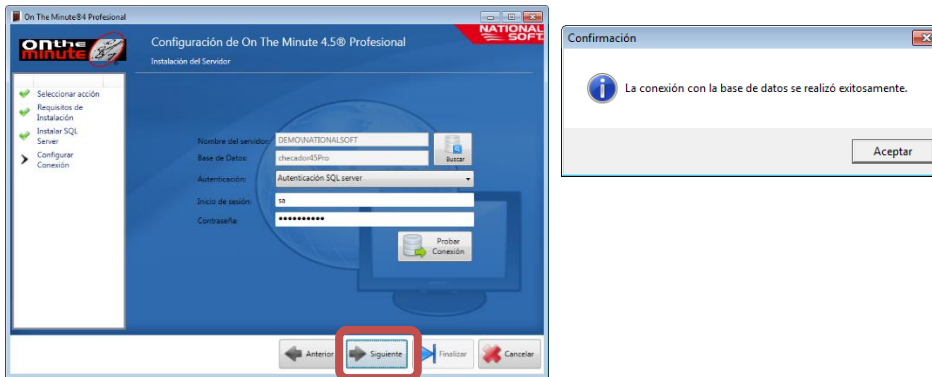 On The Minute®4 Profesional
on the
minute
Configuración de On The Minute 4.5® Profesional
Instalación del Servidor
NATIONAL
SOFT
Seleccionar acción
Requisitos de
Instalación
Instalar SQL
Server
Configurar
Conexión
Nombre del servidor:
DEMO\NATIONALSOFT
Buscar
Base de Datos:
checador45Pro
Autenticación:
Autenticación SQL server
Inicio de sesión:
sa
Contraseña:
••••••••••
Probar
Conexión
Anterior
Siguiente
Finalizar
Cancelar
Confirmación
La conexión con la base de datos se realizó exitosamente.
Aceptar